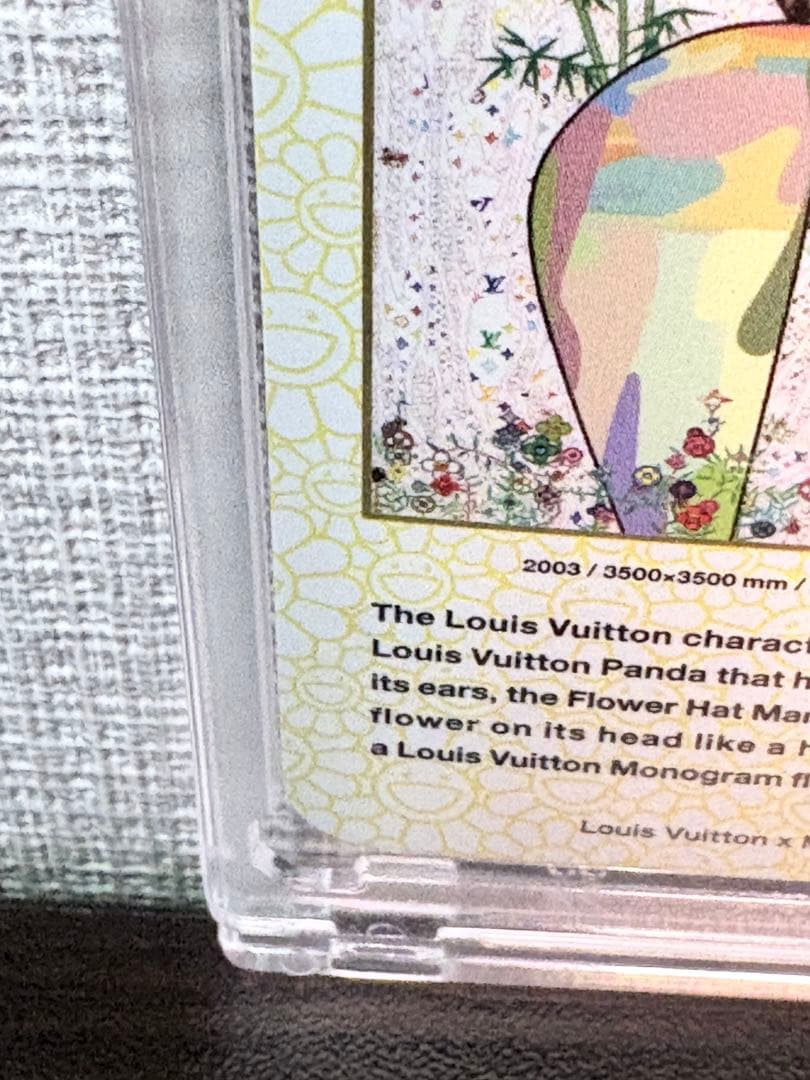 2003 / 3500×3500 mm /
The Louis Vuitton charact
Louis Vuitton Panda that h
its ears, the Flower Hat Ma
flower on its head like a h
a Louis Vuitton Monogram fl
Louis Vuitton x